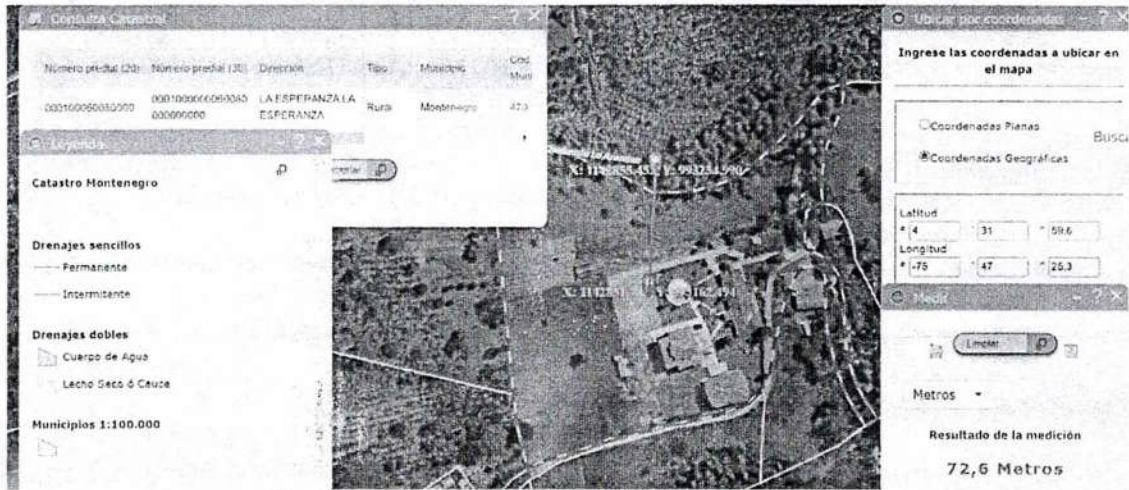 Consulta Catastral
Número predial (20) Número predial (30) Dirección Tipo Municipio Cod. Muni
LA ESPERANZA LA
ESPERANZA Rural Montenegro
Leyenda
Catastro Montenegro
Drenajes sencillos
Permanente
Intermitente
Drenajes dobles
Cuerpo de Agua
Lecho Seco ó Cauce
Municipios 1:100.000
Ubicar por coordenadas
Ingrese las coordenadas a ubicar en
el mapa
Coordenadas Planas
Busca
Coordenadas Geográficas
Latitud
° 4 ' 31 " 59,6
Longitud
° -75 ' 47 " 25,3
Medir
Limpiar
Metros
Resultado de la medición
72,6 Metros